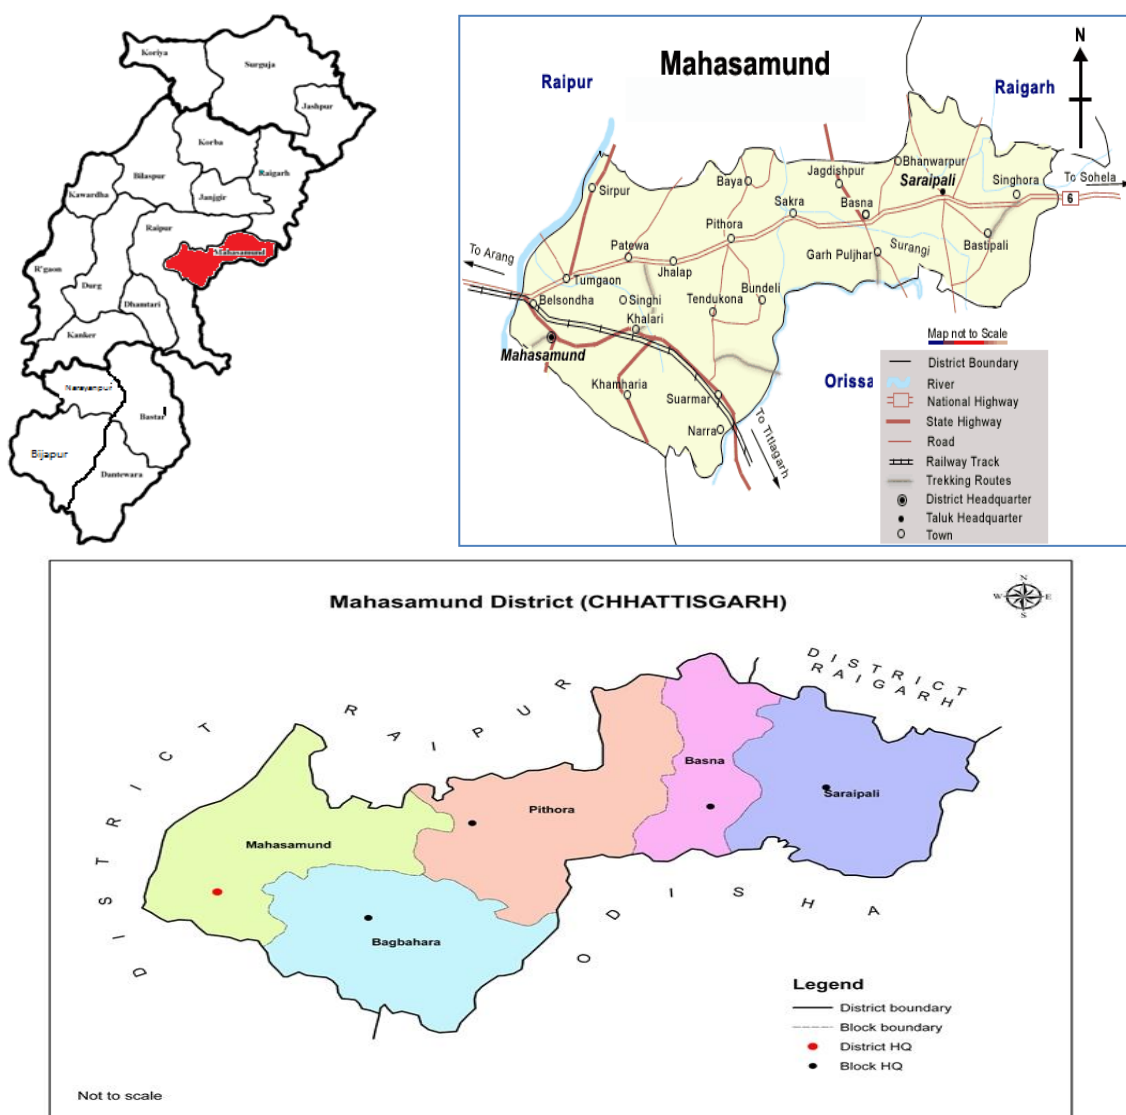 Koriya
Surguja
Jashpur
Korba
Bilaspur
Raigarh
Kawardha
Janjgir
Raipur
Mahasamund
R'gaon
Durg
Dhamtari
Kanker
Narayanpur
Bastar
Bijapur
Dantewara
Mahasamund
N
Raipur
Raigarh
Bhanwarpur
Jagdishpur
Saraipali
To Sohela
Baya
Singhora
Sirpur
6
Sakra
Basna
Pithora
Patewa
Surangi
Bastipali
To Arang
Garh Puljhar
Jhalap
Tumgaon
Bundeli
Belsondha
Singhi
Tendukona
Khalari
Map not to Scale
Mahasamund
Orissa
Khamharia
Suarmar
Narra
To Titlagarh
District Boundary
River
National Highway
State Highway
Road
Railway Track
Trekking Routes
District Headquarter
Taluk Headquarter
Town
Mahasamund District (CHHATTISGARH)
N
W E
S
DISTRICT RAIPUR
DISTRICT
RAIGARH
Basna
Saraipali
Pithora
Mahasamund
Bagbahara
ODISHA
Legend
District boundary
Block boundary
District HQ
Block HQ
Not to scale